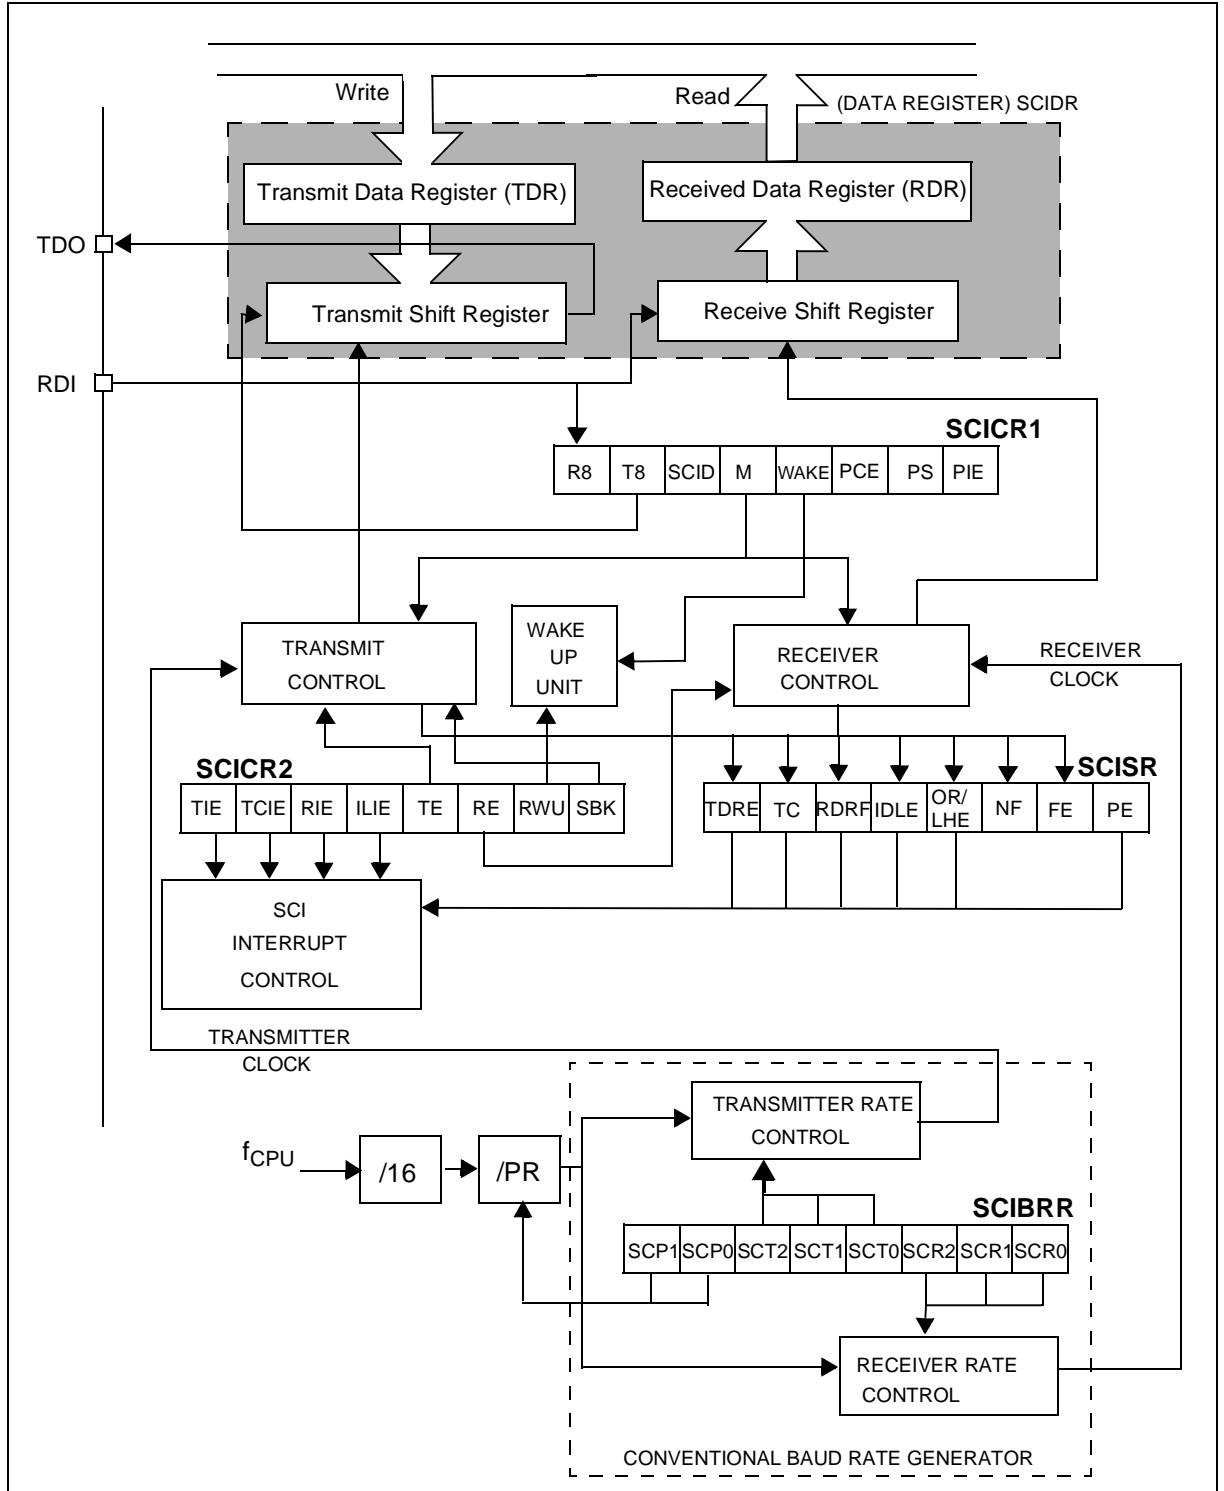 Write
Read
(DATA REGISTER) SCIDR
Transmit Data Register (TDR)
Received Data Register (RDR)
TDO
Transmit Shift Register
Receive Shift Register
RDI
SCICR1
R8 T8 SCID M WAKE PCE PS PIE
TRANSMIT
CONTROL
WAKE
UP
UNIT
RECEIVER
CONTROL
RECEIVER
CLOCK
SCICR2
SCISR
TIE TCIE RIE ILIE TE RE RWU SBK
TDRE TC RDRF IDLE OR/
LHE NF FE PE
SCI
INTERRUPT
CONTROL
TRANSMITTER
CLOCK
TRANSMITTER RATE
CONTROL
fCPU
/16
/PR
SCIBRR
SCP1 SCP0 SCT2 SCT1 SCT0 SCR2 SCR1 SCR0
RECEIVER RATE
CONTROL
CONVENTIONAL BAUD RATE GENERATOR